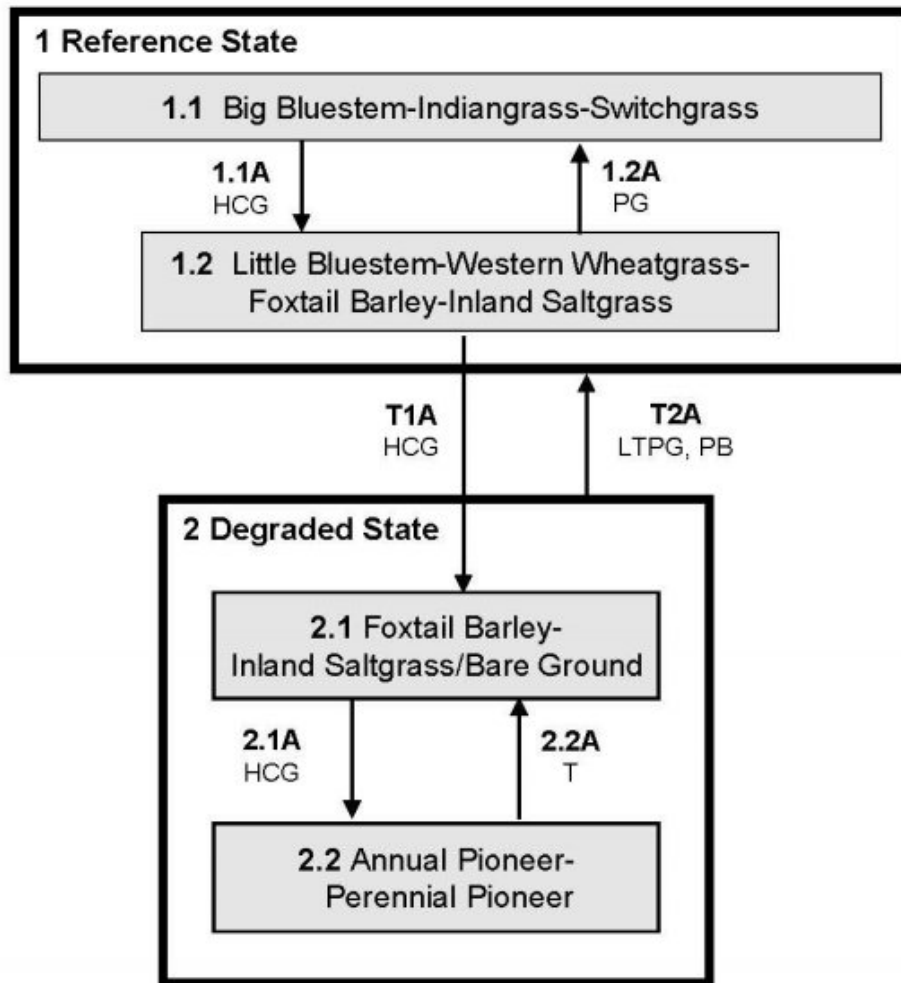 1 Reference State
1.1 Big Bluestem-Indiangrass-Switchgrass
1.1A
HCG
1.2A
PG
1.2 Little Bluestem-Western Wheatgrass-
Foxtail Barley-Inland Saltgrass
T1A
HCG
T2A
LTPG, PB
2 Degraded State
2.1 Foxtail Barley-
Inland Saltgrass/Bare Ground
2.1A
HCG
2.2A
T
2.2 Annual Pioneer-
Perennial Pioneer